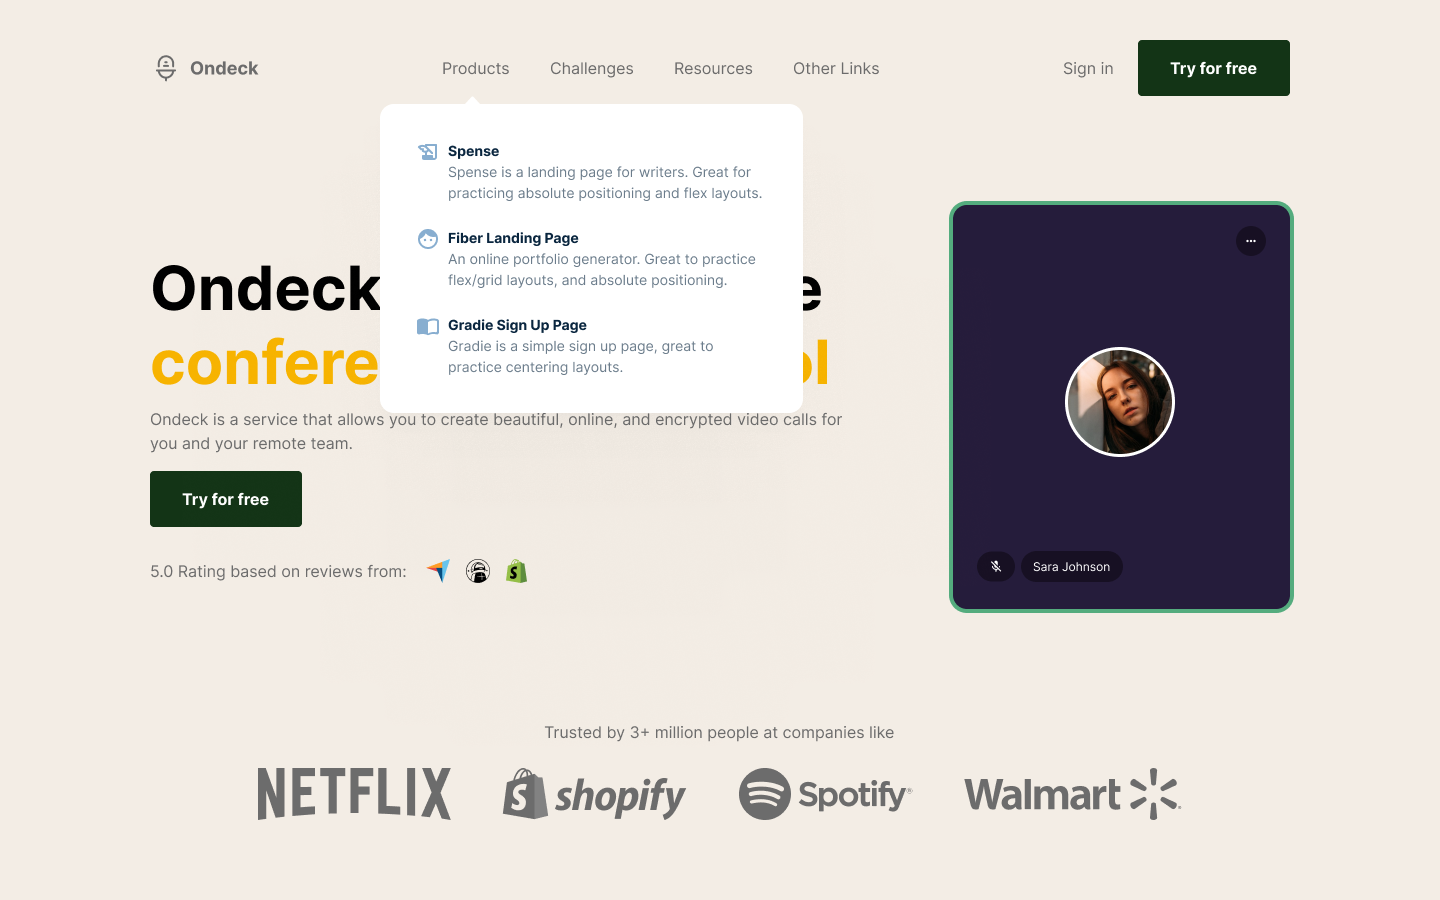 Ondeck
Products
Challenges
Resources
Other Links
Sign in
Try for free
Spense
Spense is a landing page for writers. Great for
practicing absolute positioning and flex layouts.
Fiber Landing Page
An online portfolio generator. Great to practice
flex/grid layouts, and absolute positioning.
Gradie Sign Up Page
Gradie is a simple sign up page, great to
practice centering layouts.
Ondeck
Ondeck is a service that allows you to create beautiful, online, and encrypted video calls for
you and your remote team.
Try for free
5.0 Rating based on reviews from:
Sara Johnson
Trusted by 3+ million people at companies like
NETFLIX
shopify
Spotify®
Walmart